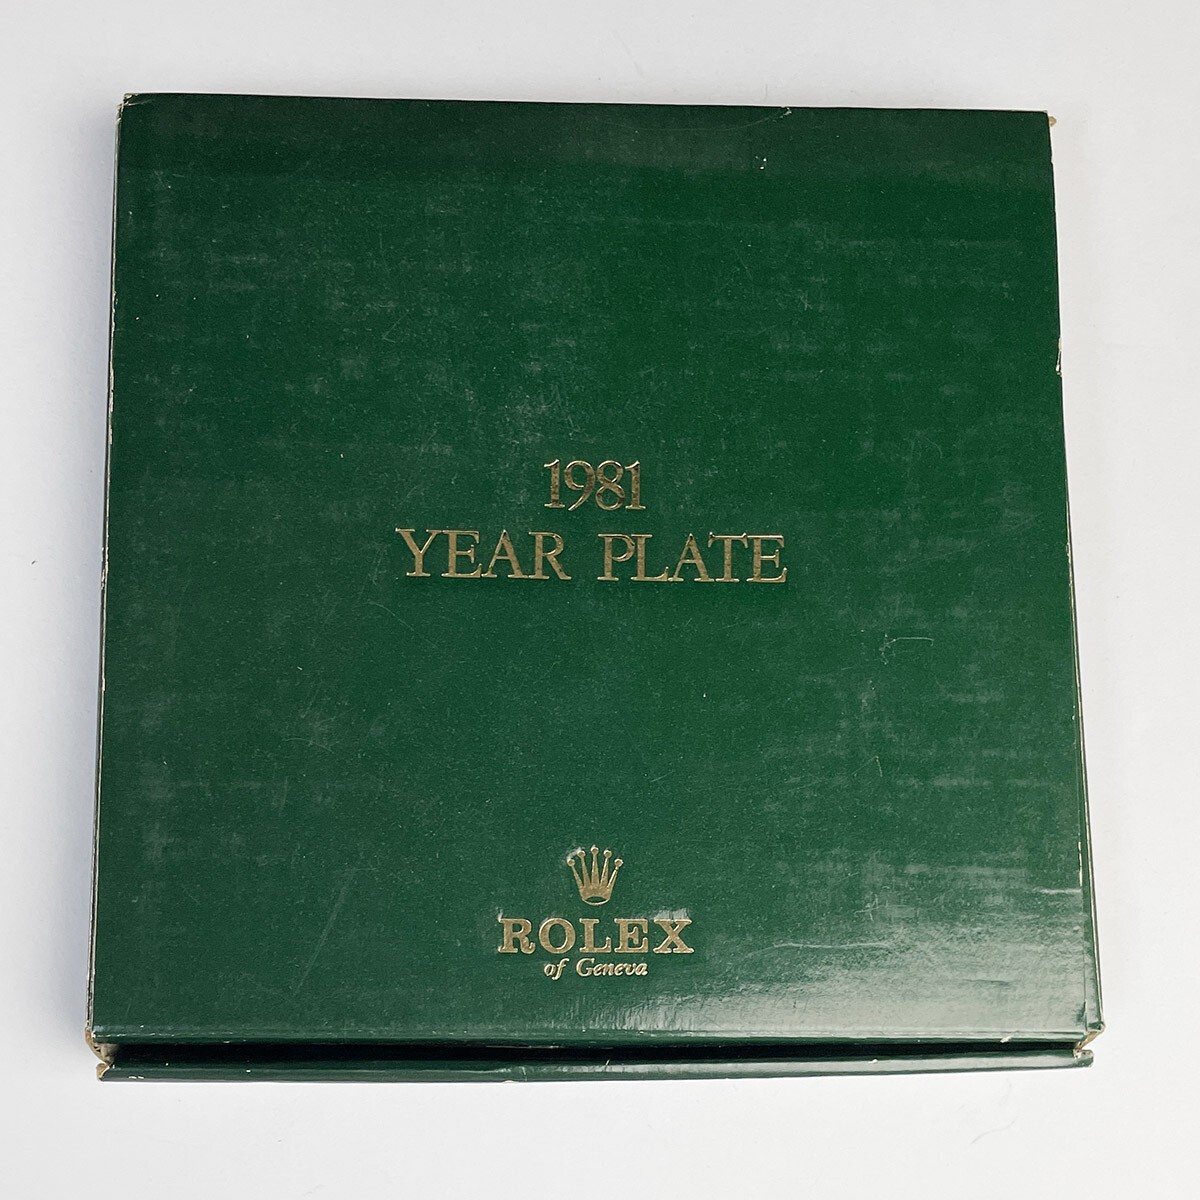 1981
YEAR PLATE
ROLEX
of Geneva